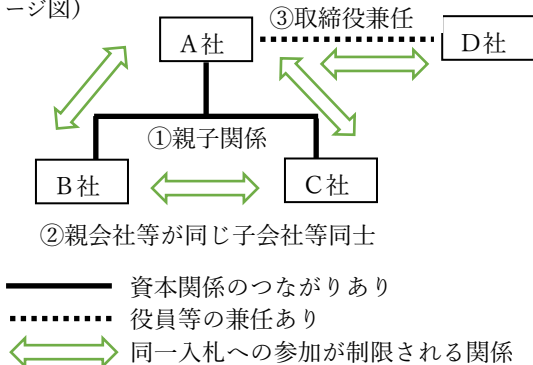 ージ図)
③取締役兼任
A社
D社
①親子関係
B社
C社
②親会社等が同じ子会社等同士
資本関係のつながりあり
役員等の兼任あり
同一入札への参加が制限される関係